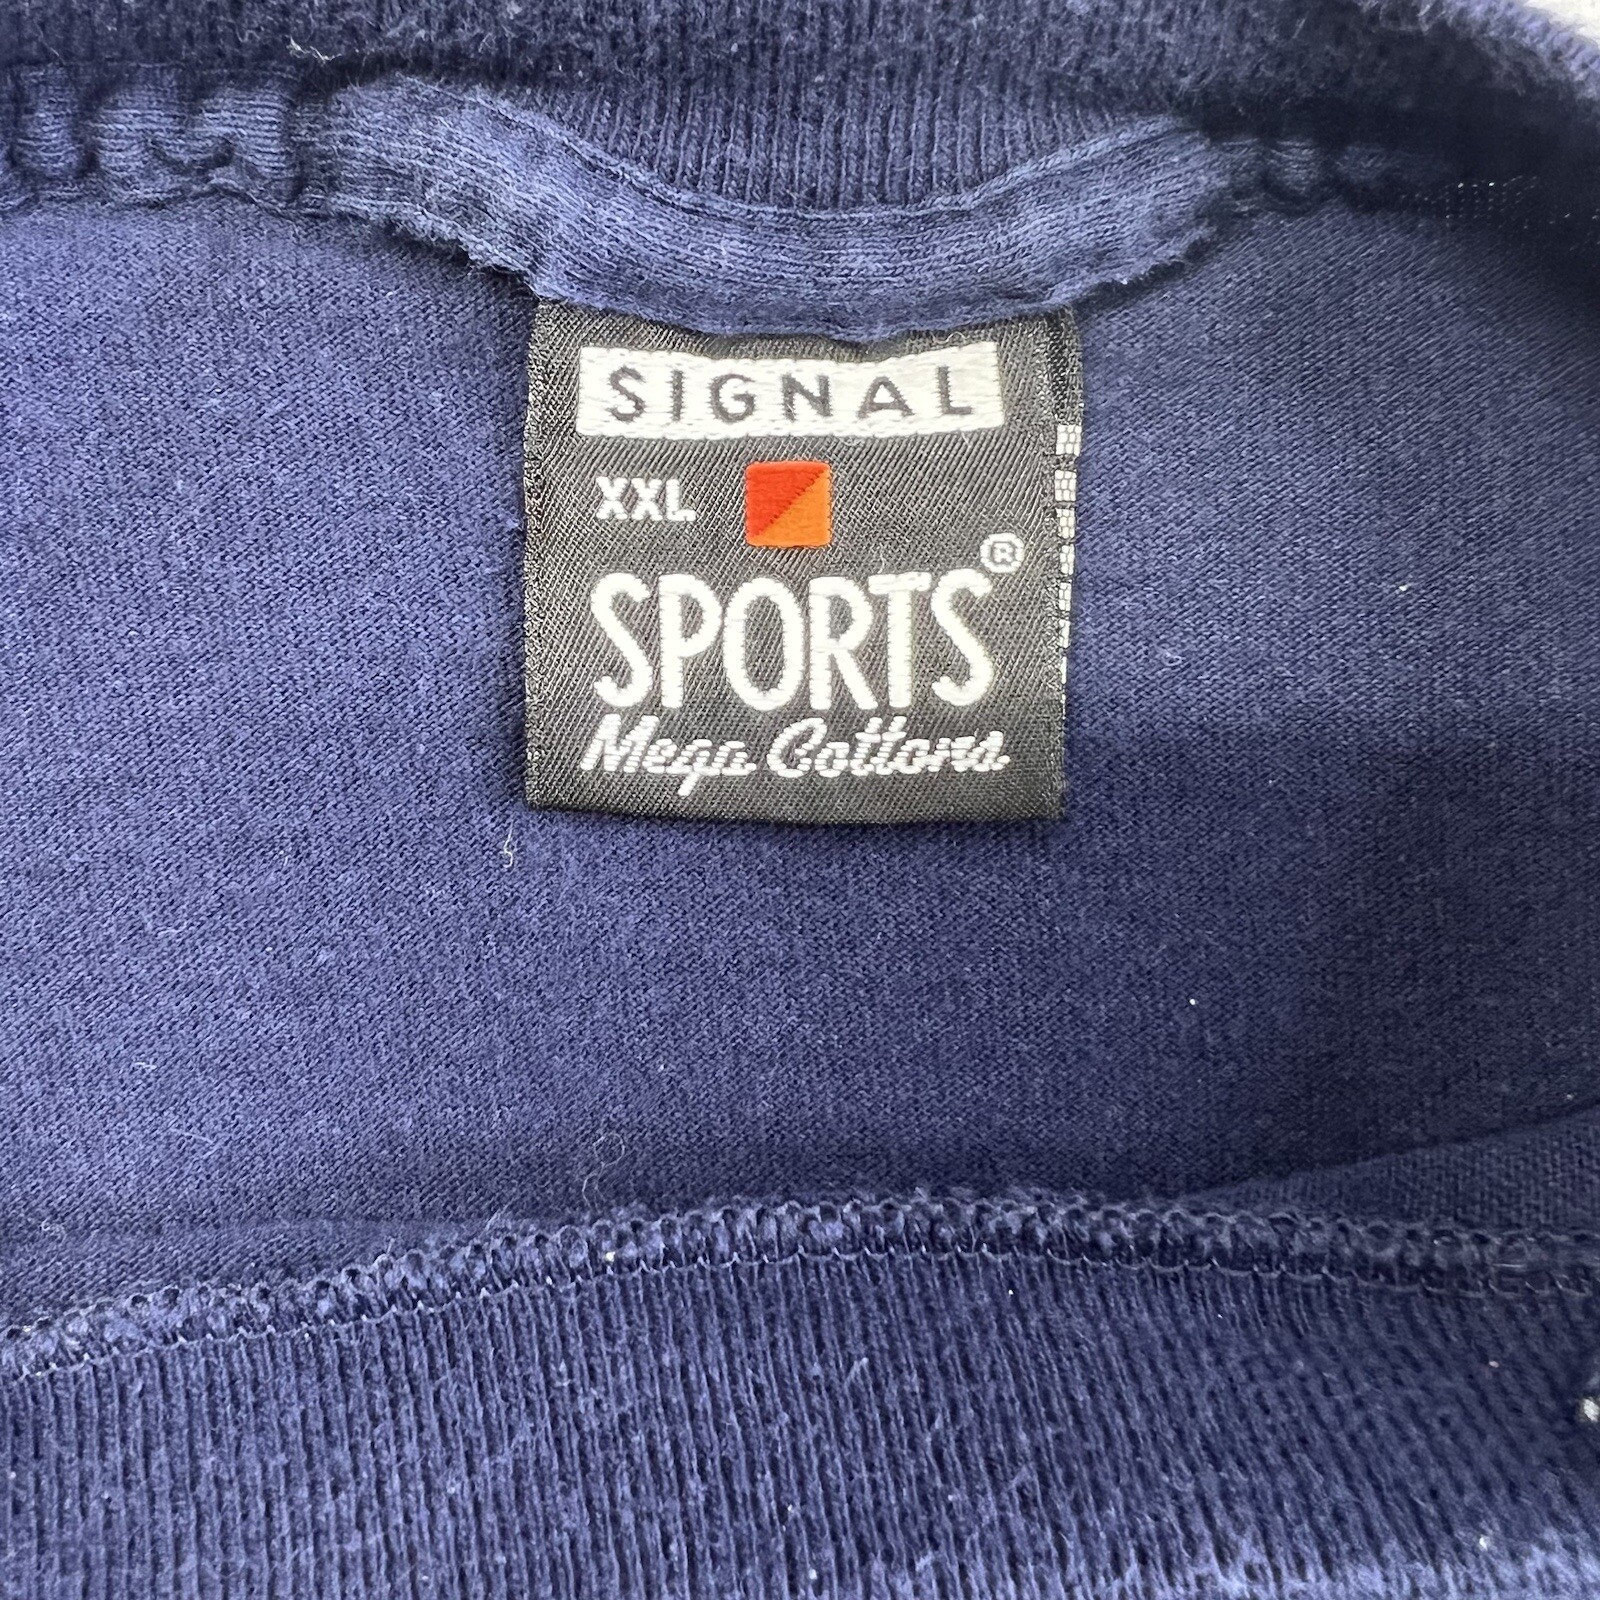 SIGNAL
XXL
SPORTS®
Mega Cottons